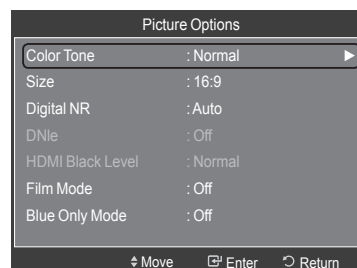 Picture Options
Color Tone : Normal ►
Size : 16:9
Digital NR : Auto
DNIe : Off
HDMI Black Level : Normal
Film Mode : Off
Blue Only Mode : Off
Move Enter Return